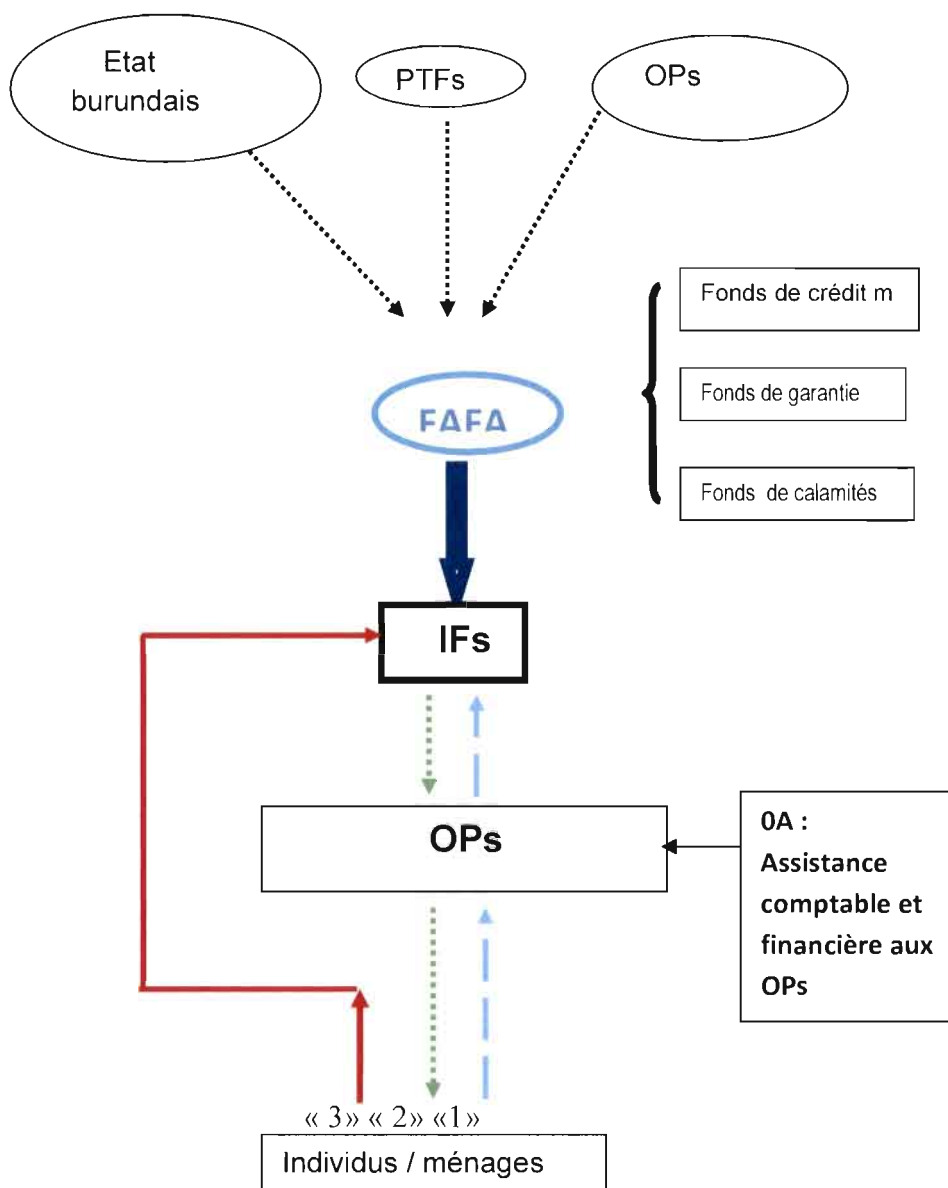 Etat
burundais
PTFs
OPs
Fonds de crédit m
FAFA
Fonds de garantie
Fonds de calamités
IFs
OPs
0A :
Assistance
comptable et
financière aux
OPs
« 3» « 2» «1»
Individus / ménages